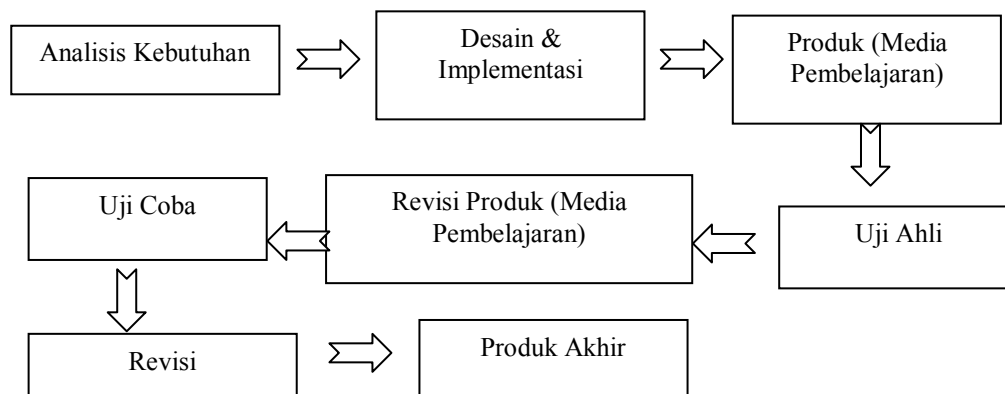 Analisis Kebutuhan
Desain &
Implementasi
Produk (Media
Pembelajaran)
Uji Ahli
Revisi Produk (Media
Pembelajaran)
Uji Coba
Revisi
Produk Akhir